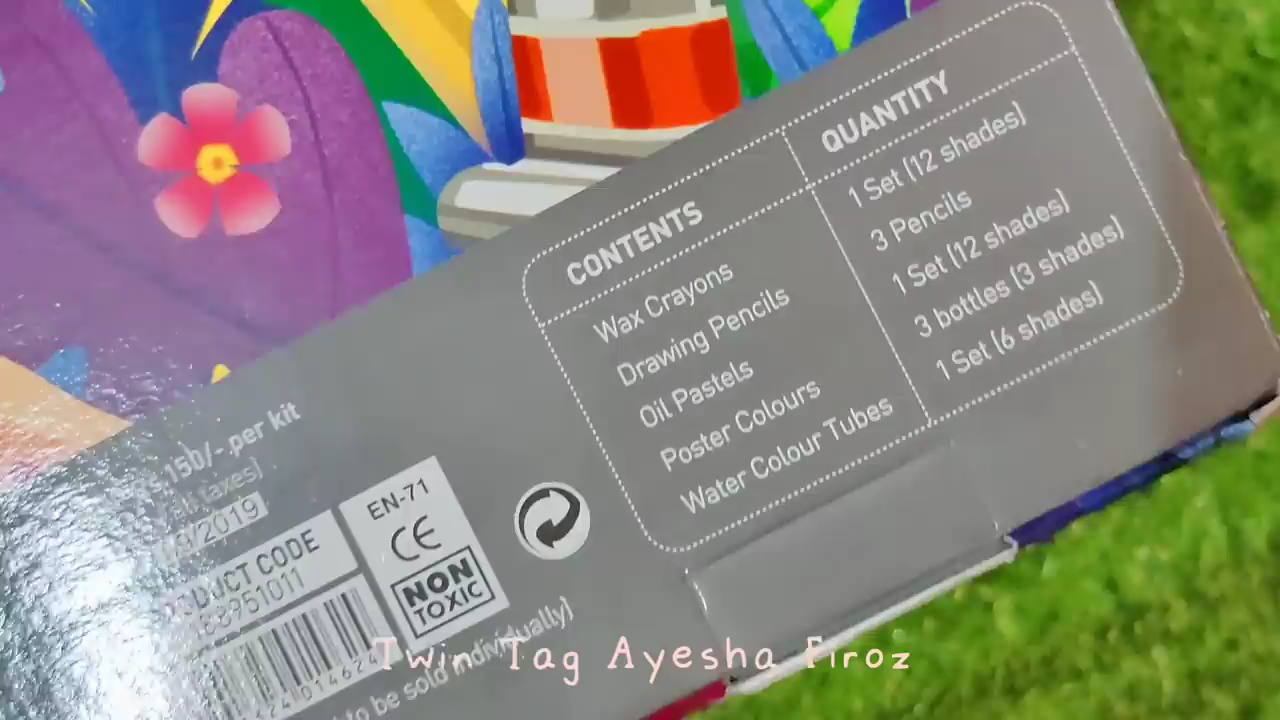 CONTENTS QUANTITY
Wax Crayons 1 Set (12 shades)
Drawing Pencils 3 Pencils
Oil Pastels 1 Set (12 shades)
Poster Colours 3 bottles (3 shades)
Water Colour Tubes 1 Set (6 shades)
150/- per kit
taxes)
/2019
CODE
EN-71
CE
NON
TOXIC
to be sold individually)
Twin Tag Ayesha Firoz